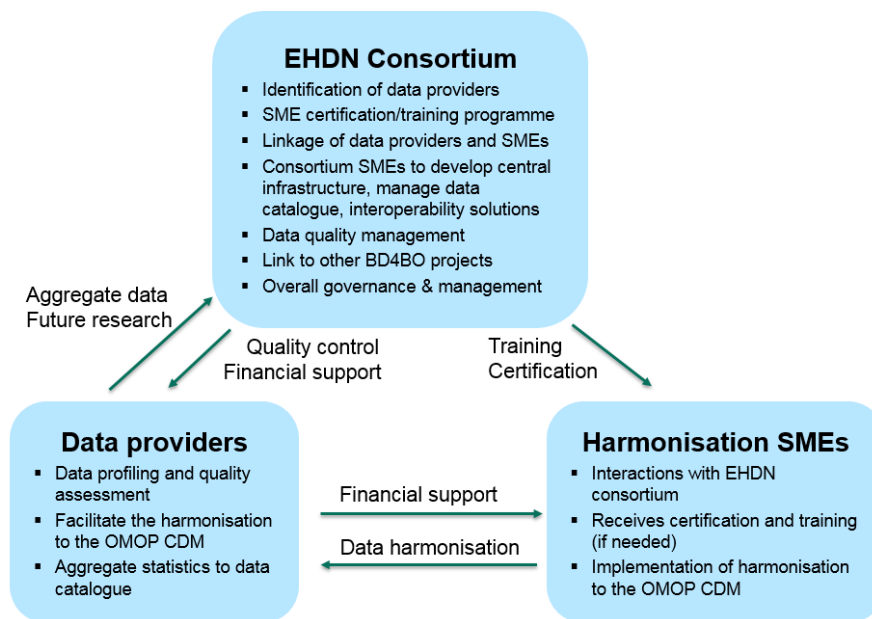 EHDN Consortium
▪ Identification of data providers
▪ SME certification/training programme
▪ Linkage of data providers and SMEs
▪ Consortium SMEs to develop central
infrastructure, manage data
catalogue, interoperability solutions
▪ Data quality management
▪ Link to other BD4BO projects
▪ Overall governance & management
Aggregate data
Future research
Quality control
Financial support
Training
Certification
Data providers
▪ Data profiling and quality
assessment
▪ Facilitate the harmonisation
to the OMOP CDM
▪ Aggregate statistics to data
catalogue
Financial support
Data harmonisation
Harmonisation SMEs
▪ Interactions with EHDN
consortium
▪ Receives certification and training
(if needed)
▪ Implementation of harmonisation
to the OMOP CDM